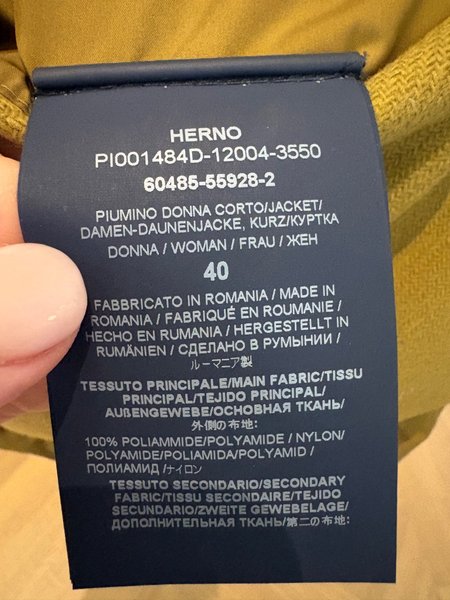 HERNO
PI001484D-12004-3550
60485-55928-2
PIUMINO DONNA CORTO/JACKET/
DAMEN-DAUNENJACKE, KURZ/КУРТКА
DONNA / WOMAN / FRAU / ЖЕН
40
FABBRICATO IN ROMANIA / MADE IN
ROMANIA / FABRIQUÉ EN ROUMANIE /
HECHO EN RUMANIA / HERGESTELLT IN
RUMÄNIEN / СДЕЛАНО В РУМЫНИИ /
ルーマニア製
TESSUTO PRINCIPALE/MAIN FABRIC/TISSU
PRINCIPAL/TEJIDO PRINCIPAL/
AUßENGEWEBE/ОСНОВНАЯ ТКАНЬ/
外側の布地:
100% POLIAMMIDE/POLYAMIDE / NYLON/
POLYAMIDE/POLIAMIDA/POLYAMID /
ПОЛИАМИД /ナイロン
TESSUTO SECONDARIO/SECONDARY
FABRIC/TISSU SECONDAIRE/TEJIDO
SECUNDARIO/ZWEITE GEWEBELAGE/
ДОПОЛНИТЕЛЬНАЯ ТКАНЬ/第二の布地: